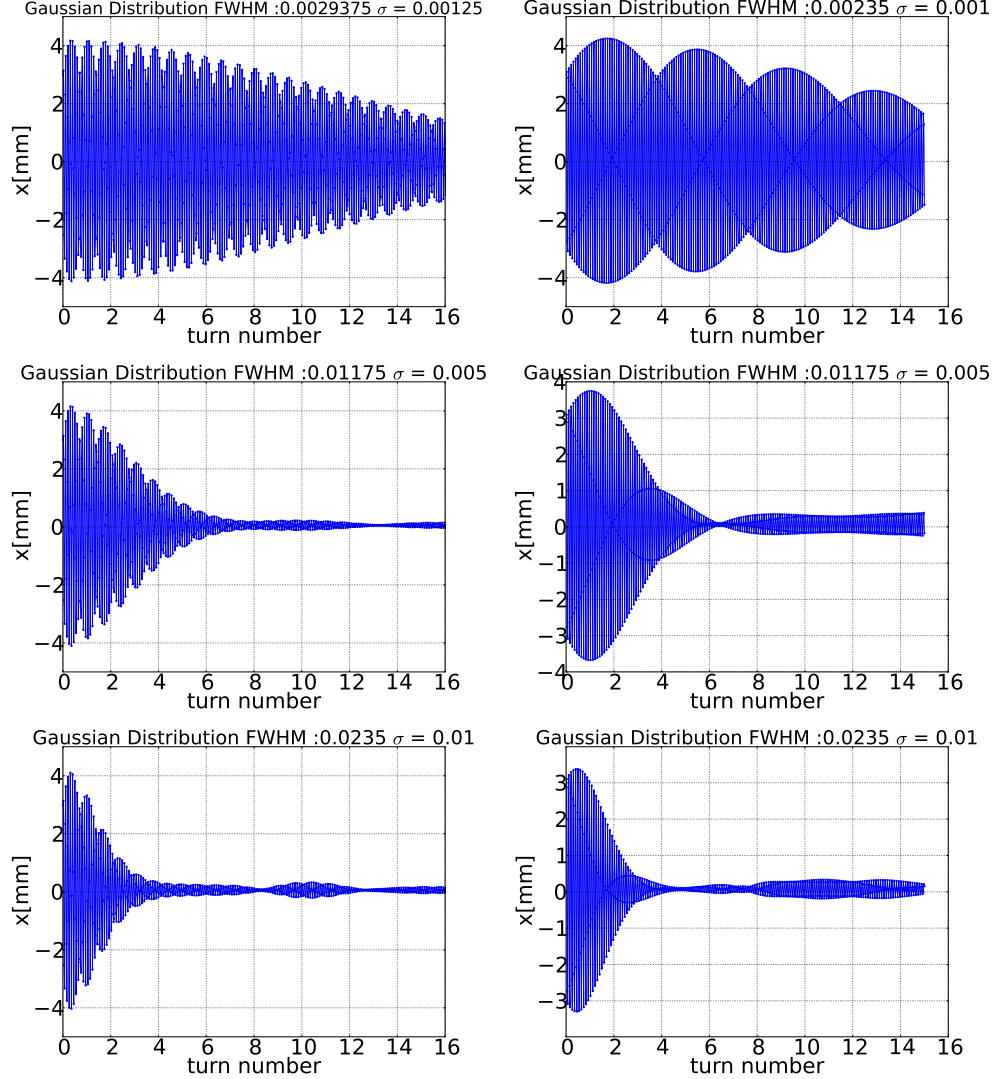 Gaussian Distribution FWHM :0.0029375 σ = 0.00125
4
2
0
−2
−4
x[mm]
0 2 4 6 8 10 12 14 16
turn number
Gaussian Distribution FWHM :0.00235 σ = 0.001
4
2
0
−2
−4
x[mm]
0 2 4 6 8 10 12 14 16
turn number
Gaussian Distribution FWHM :0.01175 σ = 0.005
4
2
0
−2
−4
x[mm]
0 2 4 6 8 10 12 14 16
turn number
Gaussian Distribution FWHM :0.01175 σ = 0.005
4
3
2
1
0
−1
−2
−3
−4
x[mm]
0 2 4 6 8 10 12 14 16
turn number
Gaussian Distribution FWHM :0.0235 σ = 0.01
4
2
0
−2
−4
x[mm]
0 2 4 6 8 10 12 14 16
turn number
Gaussian Distribution FWHM :0.0235 σ = 0.01
3
2
1
0
−1
−2
−3
x[mm]
0 2 4 6 8 10 12 14 16
turn number